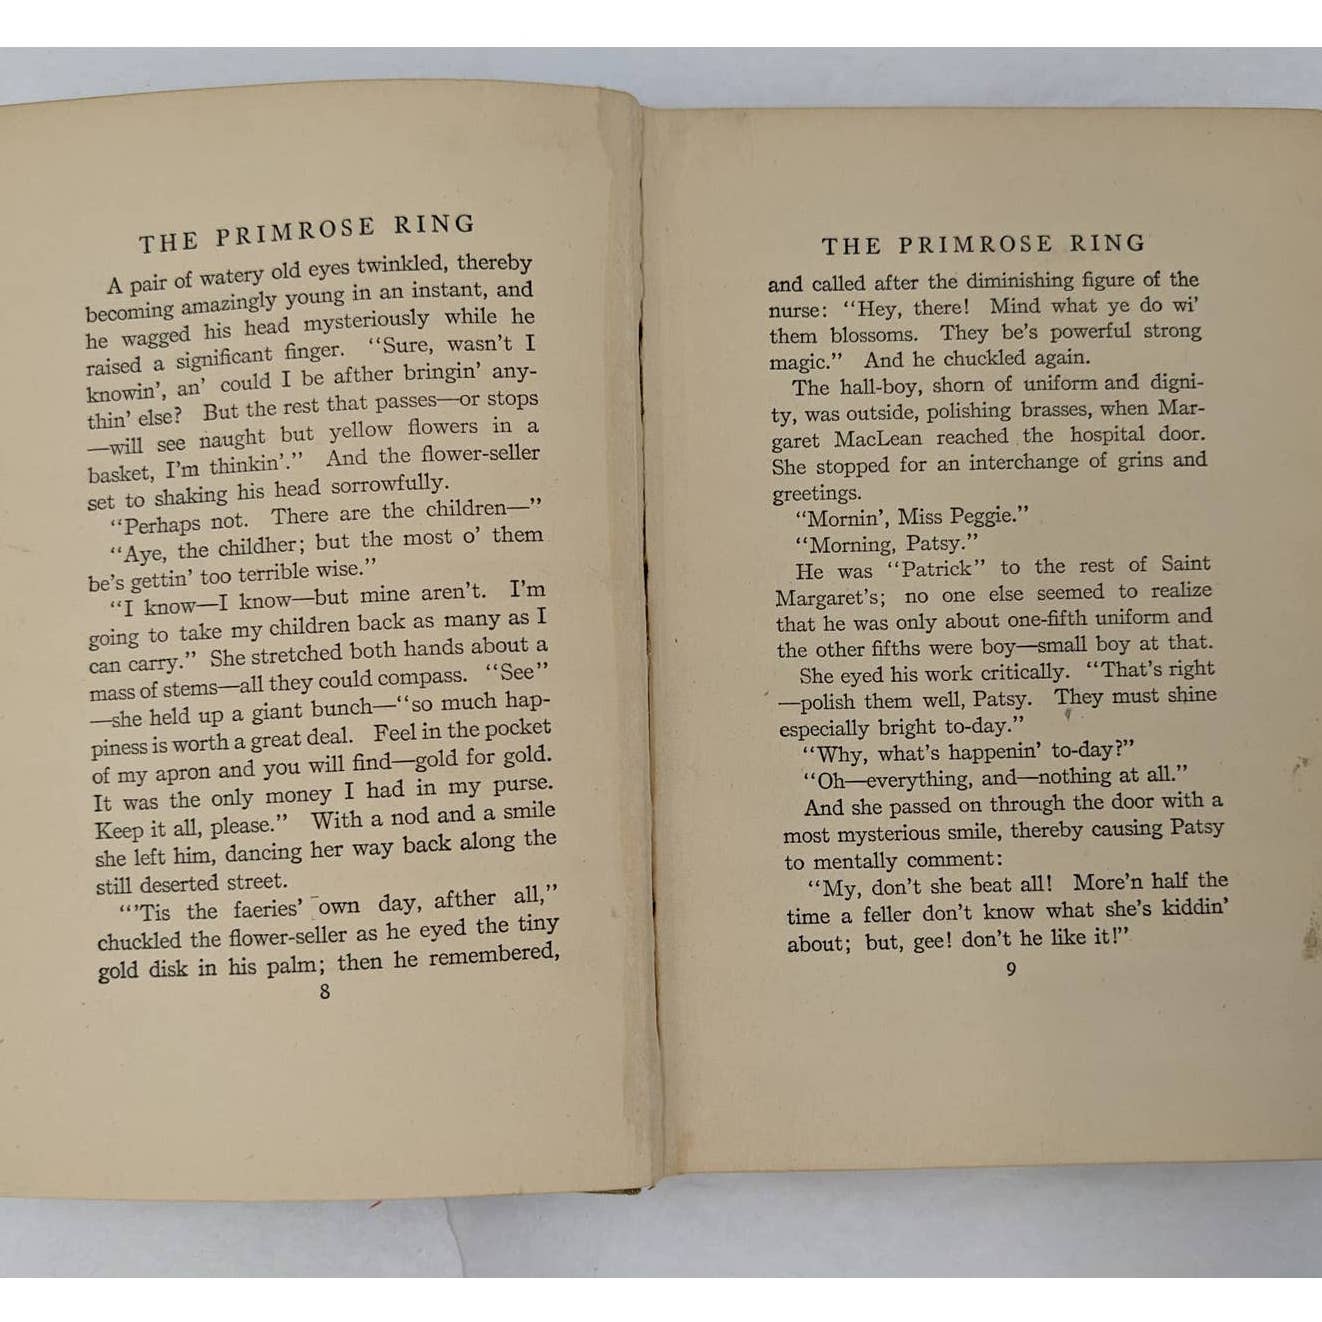 THE PRIMROSE RING
A pair of watery old eyes twinkled, thereby
becoming amazingly young in an instant, and
he wagged his head mysteriously while he
raised a significant finger. “Sure, wasn’t I
knowin’, an’ could I be afther bringin’ any-
thin’ else? But the rest that passes—or stops
—will see naught but yellow flowers in a
basket, I’m thinkin’.” And the flower-seller
set to shaking his head sorrowfully.
“Perhaps not. There are the children—”
“Aye, the childher; but the most o’ them
be’s gettin’ too terrible wise.”
“I know—I know—but mine aren’t. I’m
going to take my children back as many as I
can carry.” She stretched both hands about a
mass of stems—all they could compass. “See”
—she held up a giant bunch—“so much hap-
piness is worth a great deal. Feel in the pocket
of my apron and you will find—gold for gold.
It was the only money I had in my purse.
Keep it all, please.” With a nod and a smile
she left him, dancing her way back along the
still deserted street.
“’Tis the faeries’ own day, afther all,”
chuckled the flower-seller as he eyed the tiny
gold disk in his palm; then he remembered,
8
THE PRIMROSE RING
and called after the diminishing figure of the
nurse: “Hey, there! Mind what ye do wi’
them blossoms. They be’s powerful strong
magic.” And he chuckled again.
The hall-boy, shorn of uniform and digni-
ty, was outside, polishing brasses, when Mar-
garet MacLean reached the hospital door.
She stopped for an interchange of grins and
greetings.
“Mornin’, Miss Peggie.”
“Morning, Patsy.”
He was “Patrick” to the rest of Saint
Margaret’s; no one else seemed to realize
that he was only about one-fifth uniform and
the other fifths were boy—small boy at that.
She eyed his work critically. “That’s right
—polish them well, Patsy. They must shine
especially bright to-day.”
“Why, what’s happenin’ to-day?”
“Oh—everything, and—nothing at all.”
And she passed on through the door with a
most mysterious smile, thereby causing Patsy
to mentally comment:
“My, don’t she beat all! More’n half the
time a feller don’t know what she’s kiddin’
about; but, gee! don’t he like it!”
9